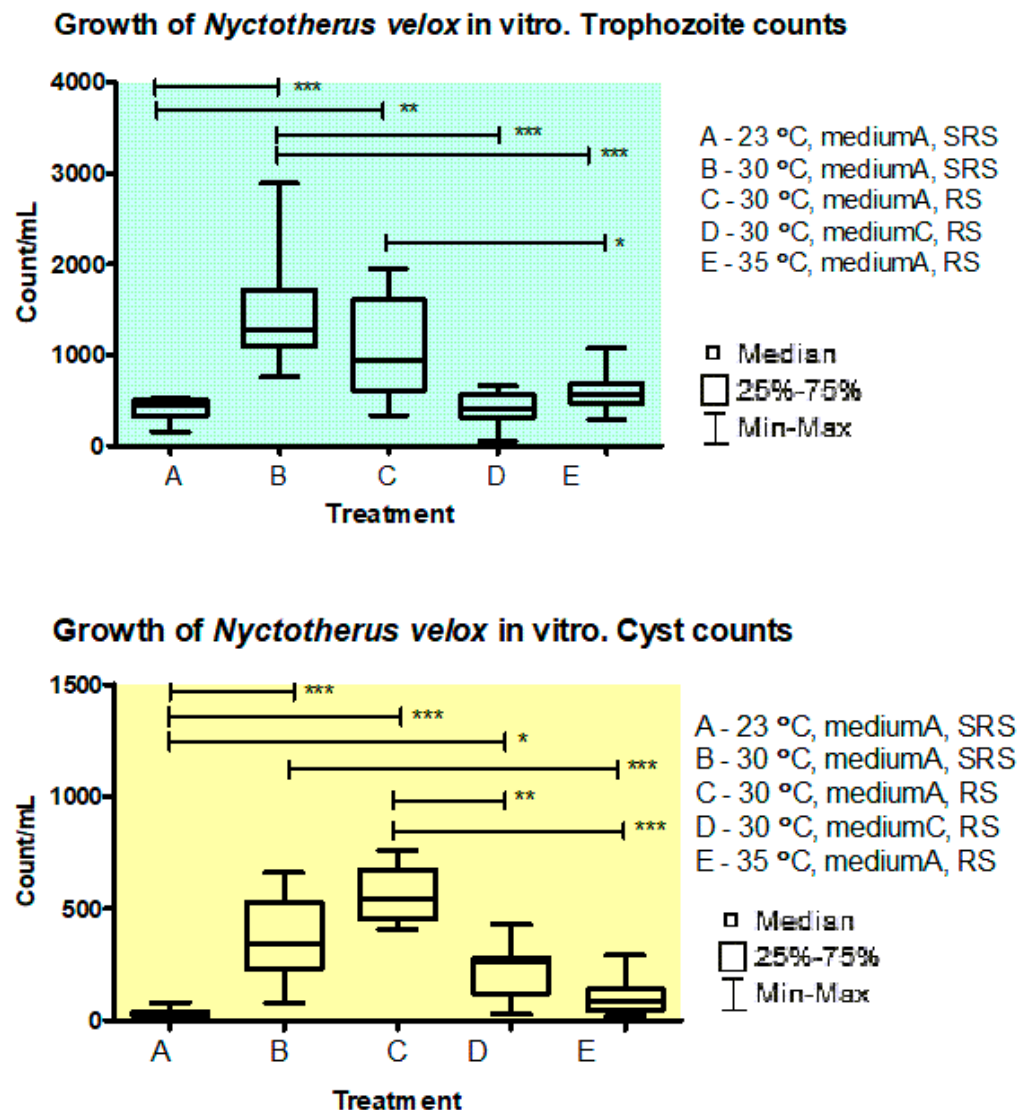 Growth of Nyctotherus velox in vitro. Trophozoite counts
4000
3000
2000
1000
0
Count/mL
***
**
***
***
*
A B C D E
Treatment
A - 23 °C, mediumA, SRS
B - 30 °C, mediumA, SRS
C - 30 °C, mediumA, RS
D - 30 °C, mediumC, RS
E - 35 °C, mediumA, RS
Median
25%-75%
Min-Max
Growth of Nyctotherus velox in vitro. Cyst counts
1500
1000
500
0
Count/mL
***
***
*
***
**
***
A B C D E
Treatment
A - 23 °C, mediumA, SRS
B - 30 °C, mediumA, SRS
C - 30 °C, mediumA, RS
D - 30 °C, mediumC, RS
E - 35 °C, mediumA, RS
Median
25%-75%
Min-Max